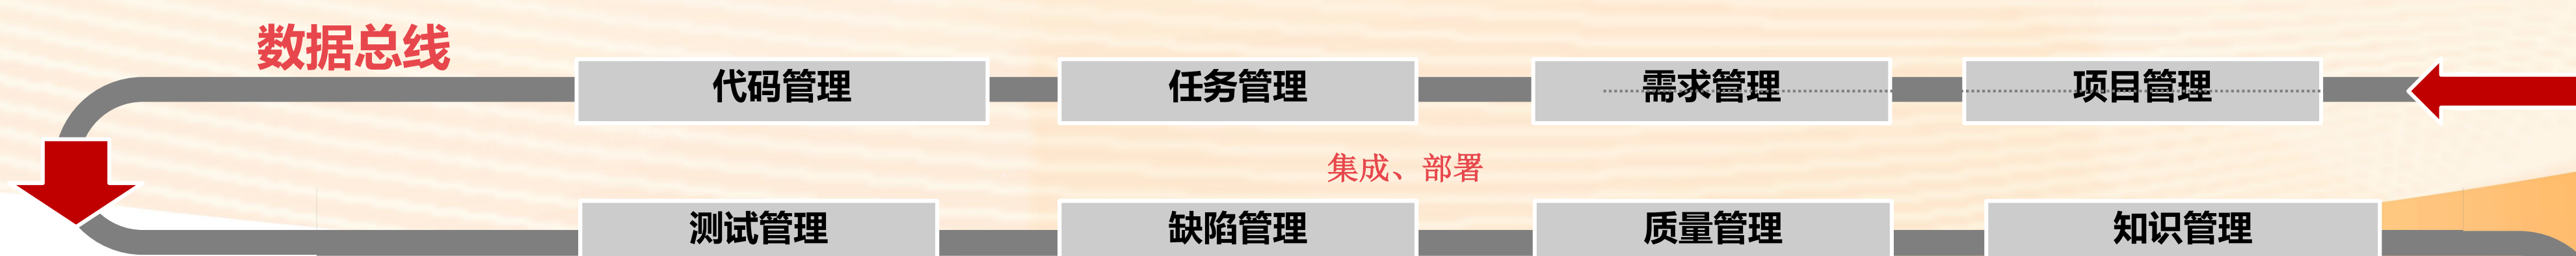 数据总线
代码管理 任务管理 需求管理 项目管理
集成、部署
测试管理 缺陷管理 质量管理 知识管理